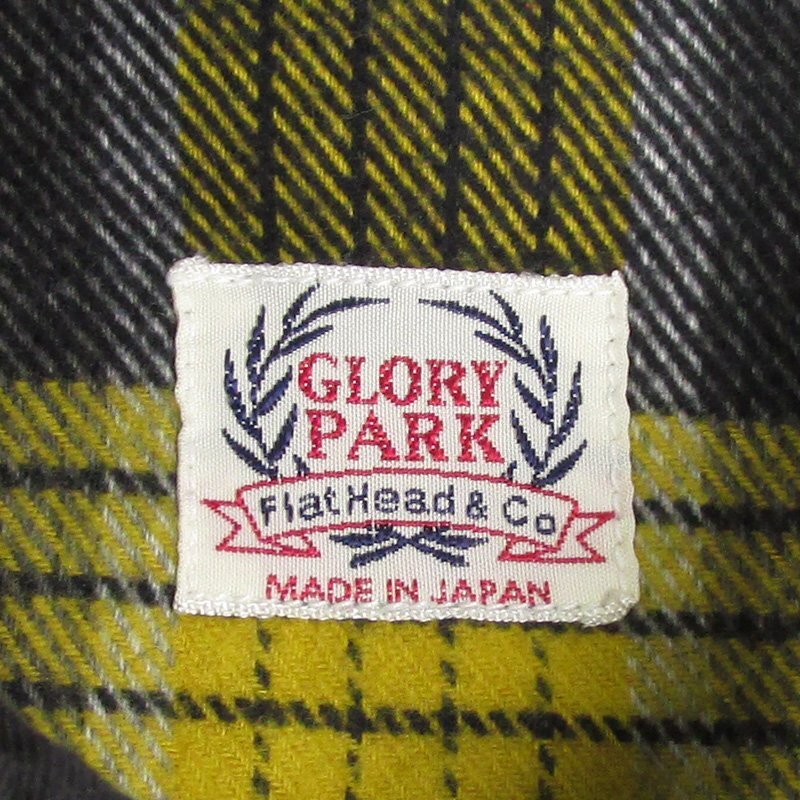 GLORY
PARK
FlatHead & Co
MADE IN JAPAN